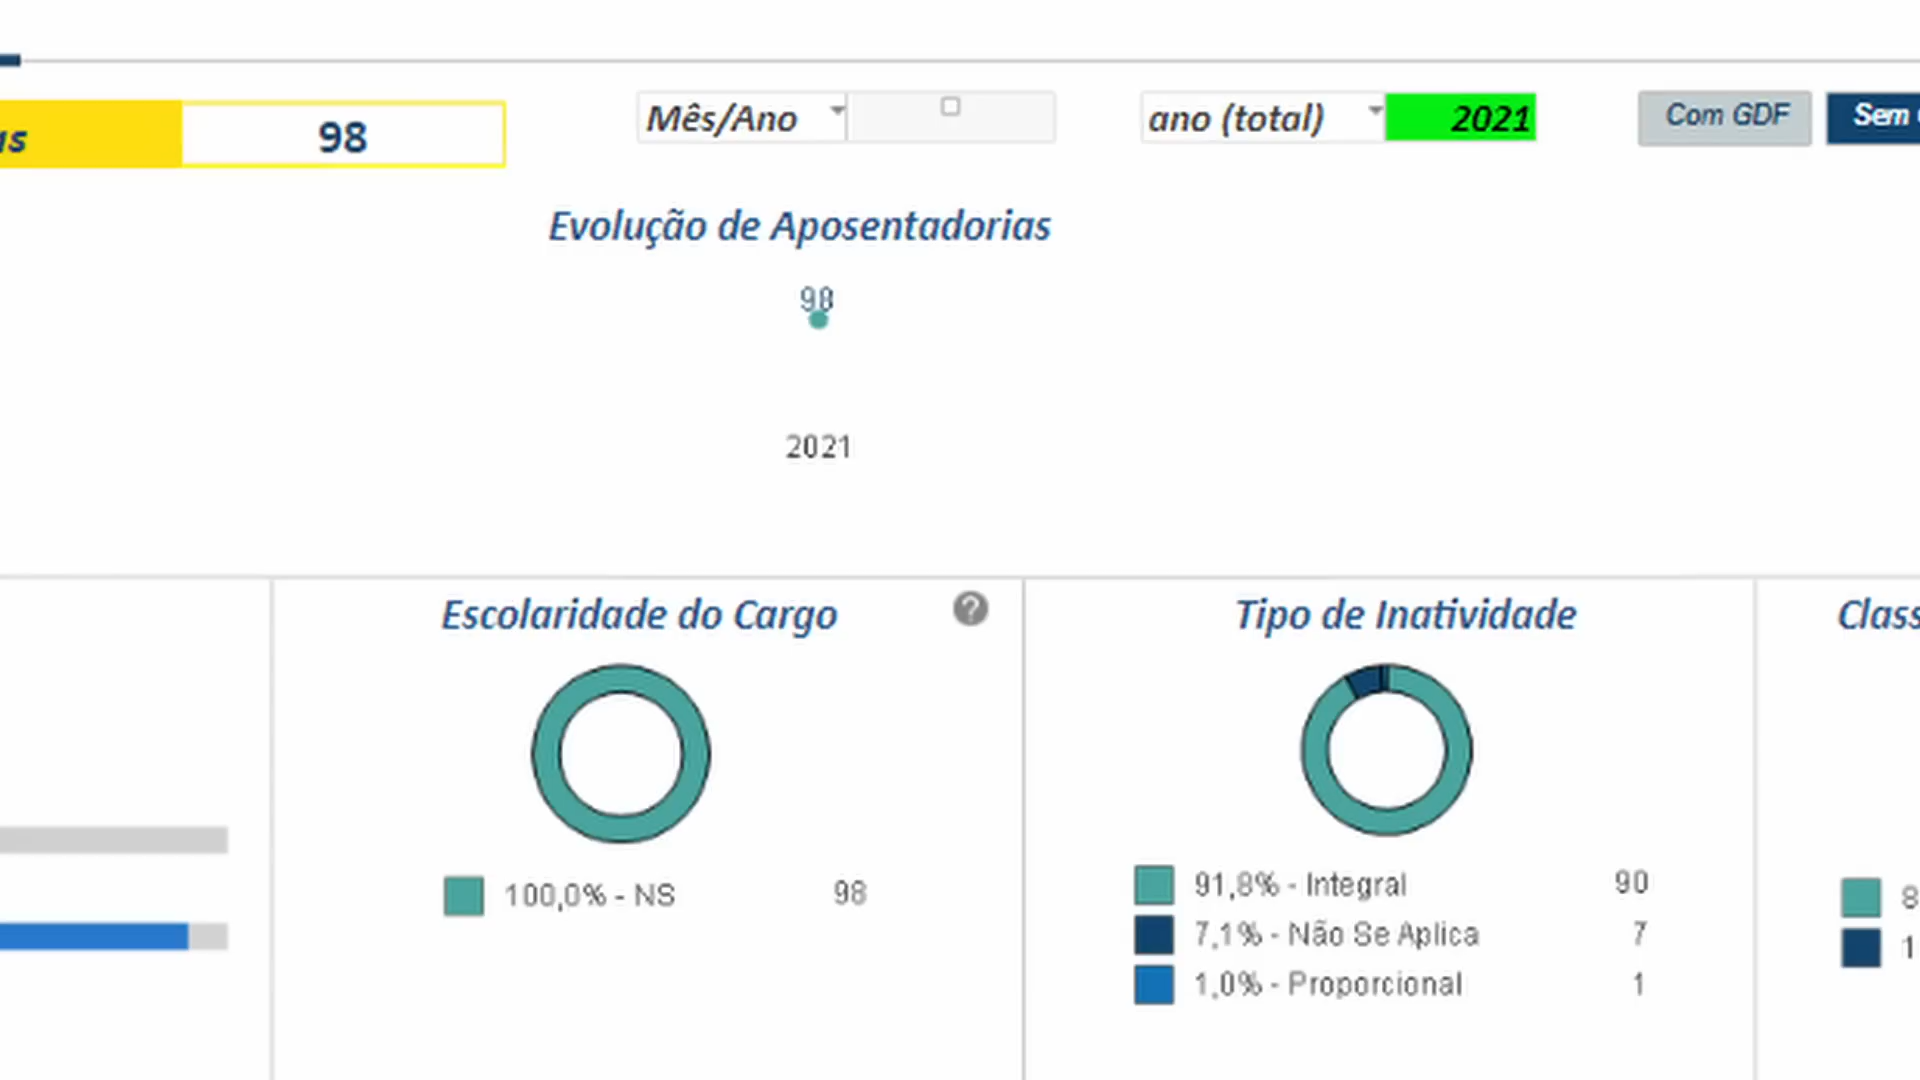 98
Mês/Ano
ano (total)
2021
Com GDF
Sem
Evolução de Aposentadorias
98
2021
Escolaridade do Cargo
?
Tipo de Inatividade
100,0% - NS 98
91,8% - Integral 90
7,1% - Não Se Aplica 7
1,0% - Proporcional 1